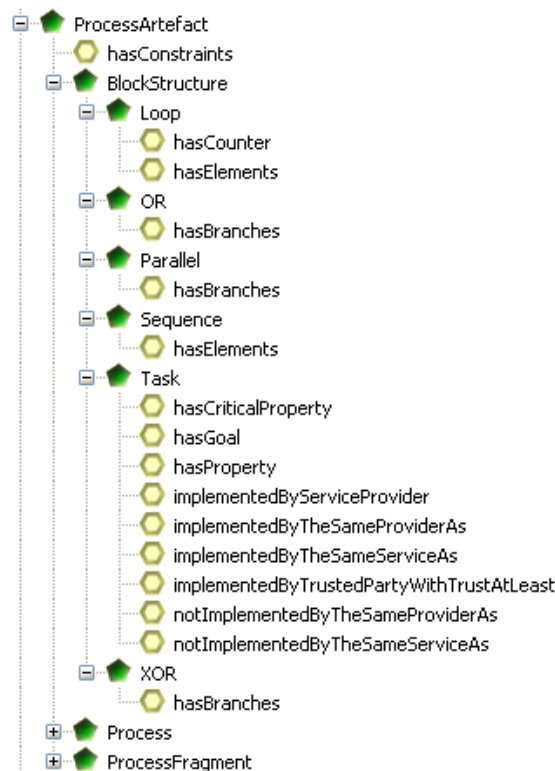 ProcessArtefact
hasConstraints
BlockStructure
Loop
hasCounter
hasElements
OR
hasBranches
Parallel
hasBranches
Sequence
hasElements
Task
hasCriticalProperty
hasGoal
hasProperty
implementedByServiceProvider
implementedByTheSameProviderAs
implementedByTheSameServiceAs
implementedByTrustedPartyWithTrustAtLeast
notImplementedByTheSameProviderAs
notImplementedByTheSameServiceAs
XOR
hasBranches
Process
ProcessFragment